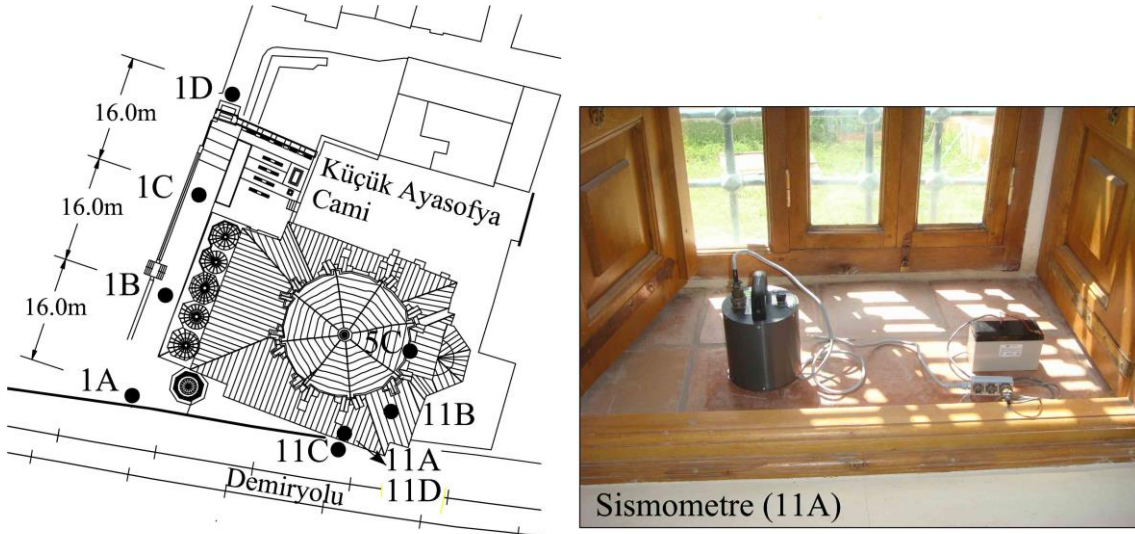 1D
16.0m
1C
16.0m
1B
16.0m
1A
Küçük Ayasofya
Cami
5C
11B
11C
11A
11D
Demiryolu
Sismometre (11A)